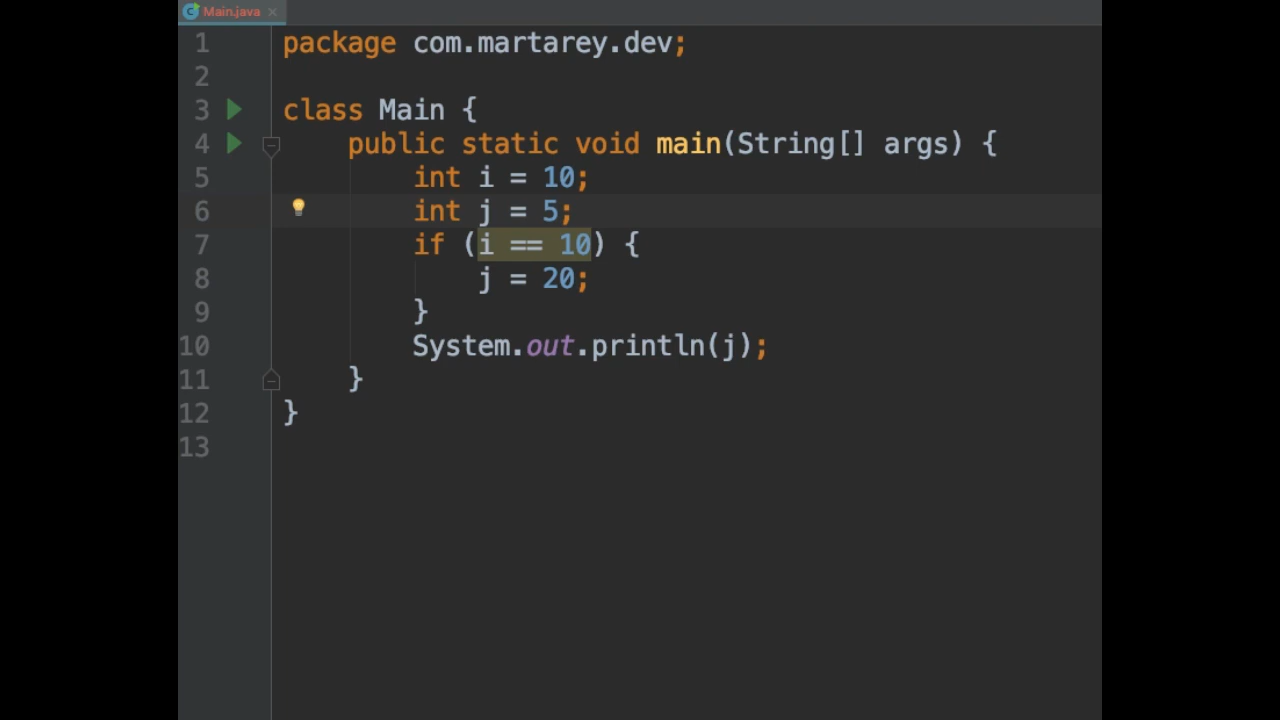 Main.java
1 package com.martarey.dev;
2
3 class Main {
4     public static void main(String[] args) {
5         int i = 10;
6         int j = 5;
7         if (i == 10) {
8             j = 20;
9         }
10         System.out.println(j);
11     }
12 }
13